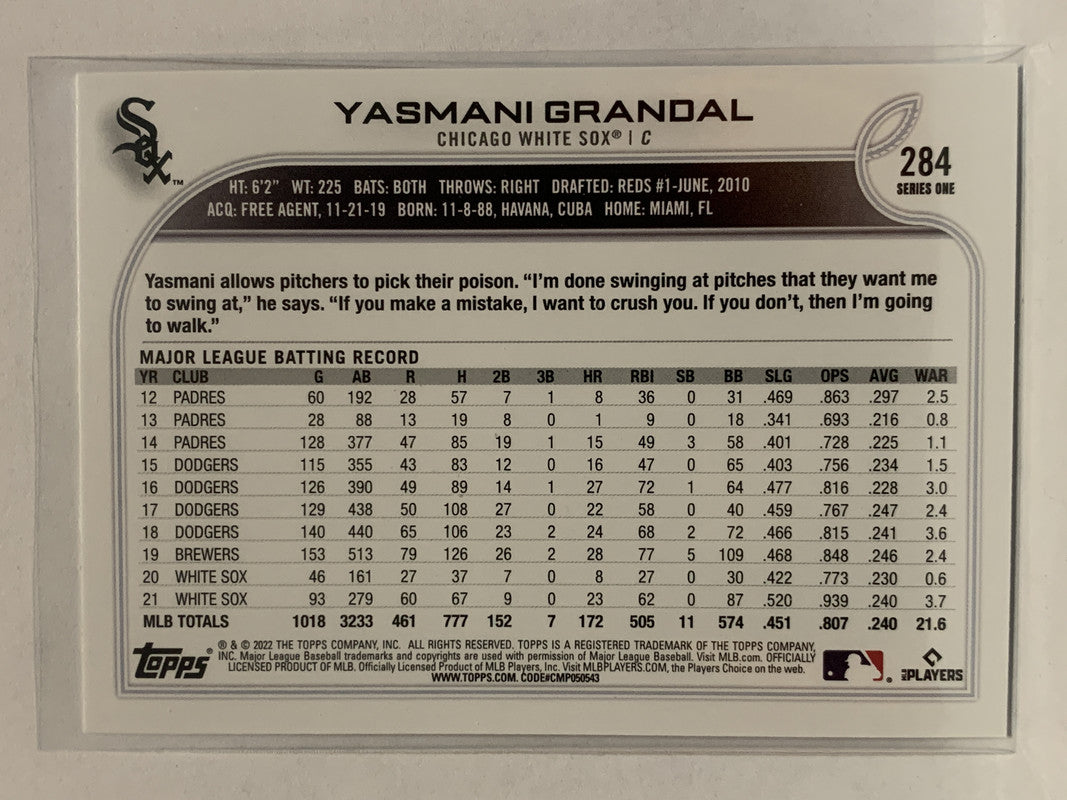 Sox™
YASMANI GRANDAL
CHICAGO WHITE SOX® | C
284
SERIES ONE
HT: 6'2" WT: 225 BATS: BOTH THROWS: RIGHT DRAFTED: REDS #1-JUNE, 2010
ACQ: FREE AGENT, 11-21-19 BORN: 11-8-88, HAVANA, CUBA HOME: MIAMI, FL
Yasmani allows pitchers to pick their poison. “I’m done swinging at pitches that they want me
to swing at,” he says. “If you make a mistake, I want to crush you. If you don’t, then I’m going
to walk.”
MAJOR LEAGUE BATTING RECORD
YR CLUB G AB R H 2B 3B HR RBI SB BB SLG OPS AVG WAR
12 PADRES 60 192 28 57 7 1 8 36 0 31 .469 .863 .297 2.5
13 PADRES 28 88 13 19 8 0 1 9 0 18 .341 .693 .216 0.8
14 PADRES 128 377 47 85 19 1 15 49 3 58 .401 .728 .225 1.1
15 DODGERS 115 355 43 83 12 0 16 47 0 65 .403 .756 .234 1.5
16 DODGERS 126 390 49 89 14 1 27 72 1 64 .477 .816 .228 3.0
17 DODGERS 129 438 50 108 27 0 22 58 0 40 .459 .767 .247 2.4
18 DODGERS 140 440 65 106 23 2 24 68 2 72 .466 .815 .241 3.6
19 BREWERS 153 513 79 126 26 2 28 77 5 109 .468 .848 .246 2.4
20 WHITE SOX 46 161 27 37 7 0 8 27 0 30 .422 .773 .230 0.6
21 WHITE SOX 93 279 60 67 9 0 23 62 0 87 .520 .939 .240 3.7
MLB TOTALS 1018 3233 461 777 152 7 172 505 11 574 .451 .807 .240 21.6
Topps®
® & © 2022 THE TOPPS COMPANY, INC. ALL RIGHTS RESERVED. TOPPS IS A REGISTERED TRADEMARK OF THE TOPPS COMPANY,
INC. Major League Baseball trademarks and copyrights are used with permission of Major League Baseball. Visit MLB.com. OFFICIALLY
LICENSED PRODUCT OF MLB. Officially Licensed Product of MLB Players, Inc. Visit MLBPLAYERS.COM, the Players Choice on the web.
WWW.TOPPS.COM. CODE#CMP050543
MLB PLAYERS